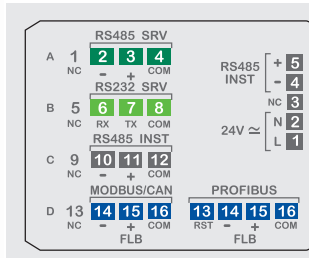 RS485 SRV
A 1 2 3 4
NC - + COM
RS232 SRV
B 5 6 7 8
NC RX TX COM
RS485 INST
C 9 10 11 12
NC - + COM
MODBUS/CAN
D 13 14 15 16
NC - + COM
FLB
PROFIBUS
13 14 15 16
RST - + COM
FLB
RS485 INST
+ 5
- 4
NC 3
24V ≃
N 2
L 1